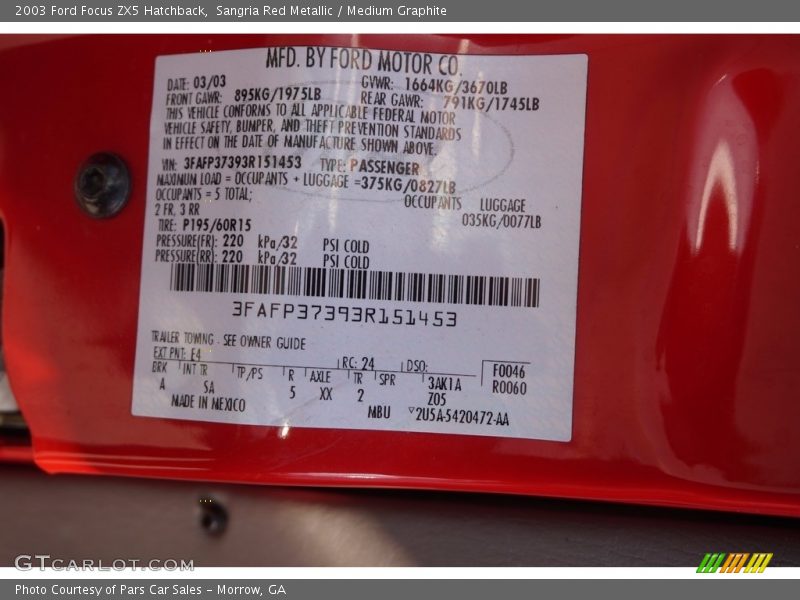 2003 Ford Focus ZX5 Hatchback, Sangria Red Metallic / Medium Graphite
MFD. BY FORD MOTOR CO.
DATE: 03/03 GVWR: 1664KG/3670LB
FRONT GAWR: 895KG/1975LB REAR GAWR: 791KG/1745LB
THIS VEHICLE CONFORMS TO ALL APPLICABLE FEDERAL MOTOR
VEHICLE SAFETY, BUMPER, AND THEFT PREVENTION STANDARDS
IN EFFECT ON THE DATE OF MANUFACTURE SHOWN ABOVE.
VIN: 3FAFP37393R151453 TYPE: PASSENGER
MAXIMUM LOAD = OCCUPANTS + LUGGAGE =375KG/0827LB
OCCUPANTS = 5 TOTAL; OCCUPANTS LUGGAGE
2 FR, 3 RR 035KG/0077LB
TIRE: P195/60R15
PRESSURE(FR): 220 kPa/32 PSI COLD
PRESSURE(RR): 220 kPa/32 PSI COLD
3FAFP37393R151453
TRAILER TOWING - SEE OWNER GUIDE
EXT PNT: E4 RC: 24 DSO: F0046
BRK INT TR TP/PS R AXLE TR SPR 3AK1A R0060
A SA 5 XX 2 Z05
MADE IN MEXICO MBU 2U5A-5420472-AA
GTCARLOT.COM
Photo Courtesy of Pars Car Sales - Morrow, GA